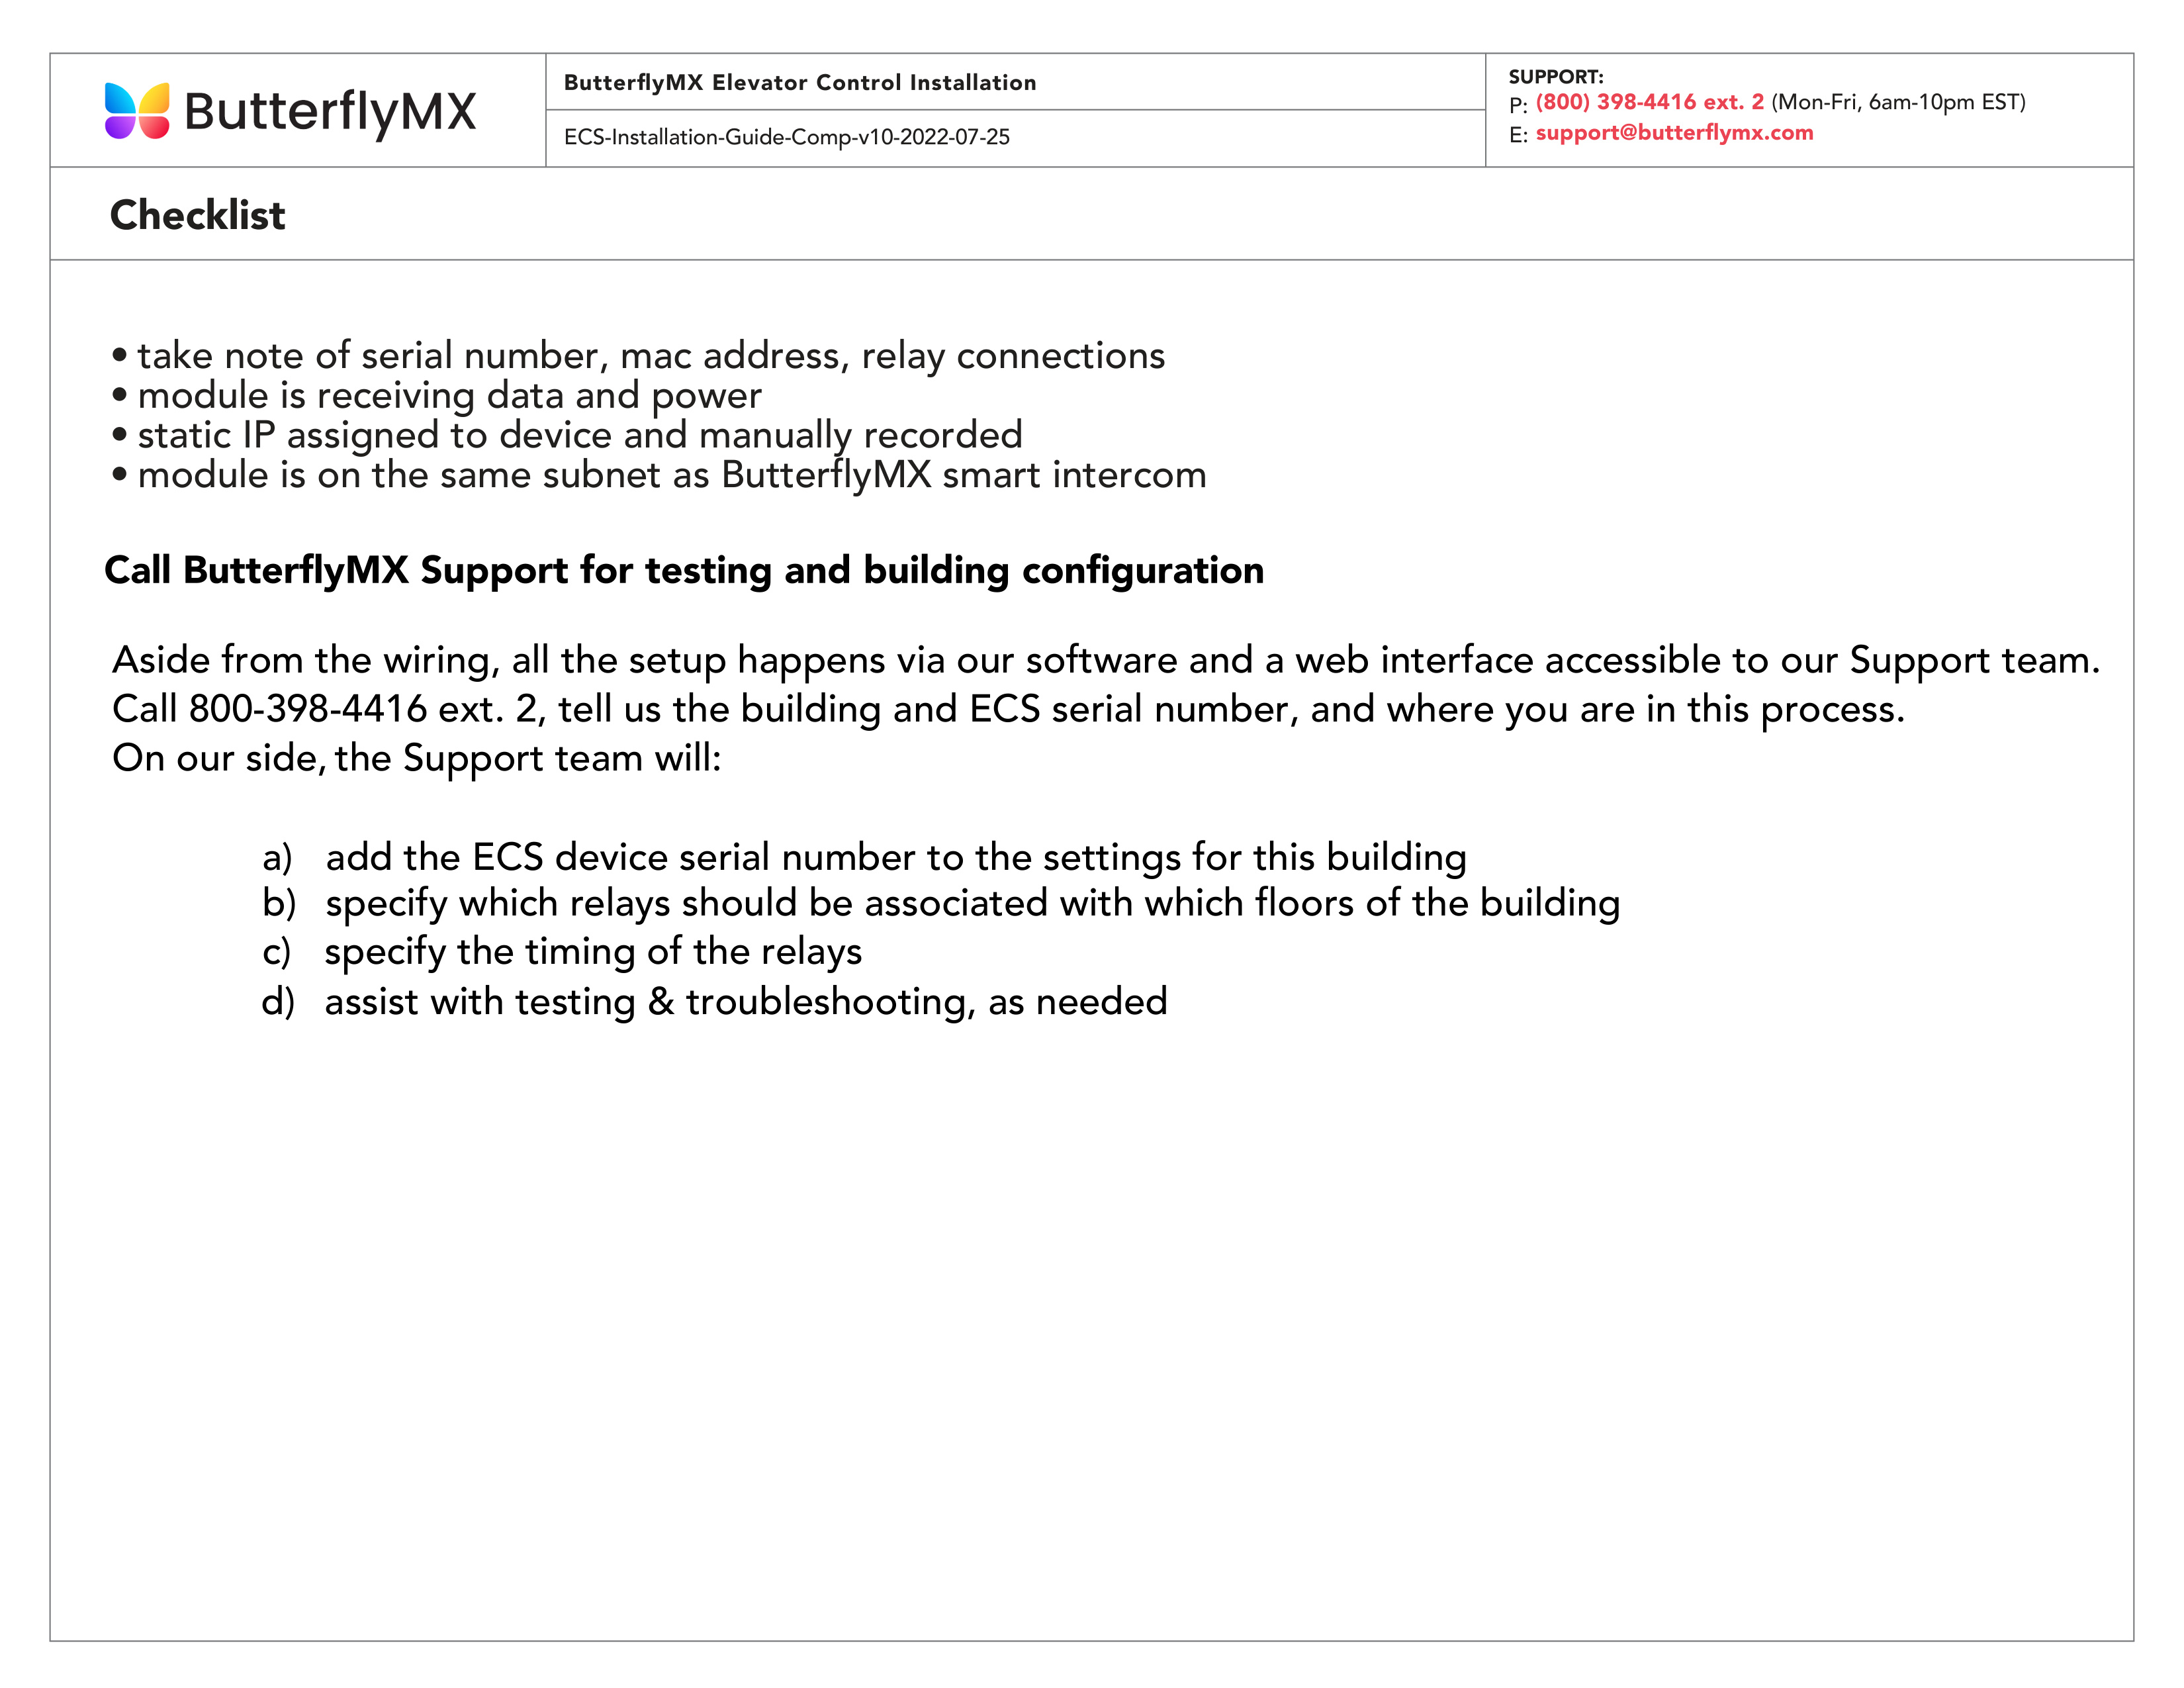 ButterflyMX
ButterflyMX Elevator Control Installation
ECS-Installation-Guide-Comp-v10-2022-07-25
SUPPORT:
P: (800) 398-4416 ext. 2 (Mon-Fri, 6am-10pm EST)
E: support@butterflymx.com
Checklist
• take note of serial number, mac address, relay connections
• module is receiving data and power
• static IP assigned to device and manually recorded
• module is on the same subnet as ButterflyMX smart intercom
Call ButterflyMX Support for testing and building configuration
Aside from the wiring, all the setup happens via our software and a web interface accessible to our Support team.
Call 800-398-4416 ext. 2, tell us the building and ECS serial number, and where you are in this process.
On our side, the Support team will:
a) add the ECS device serial number to the settings for this building
b) specify which relays should be associated with which floors of the building
c) specify the timing of the relays
d) assist with testing & troubleshooting, as needed